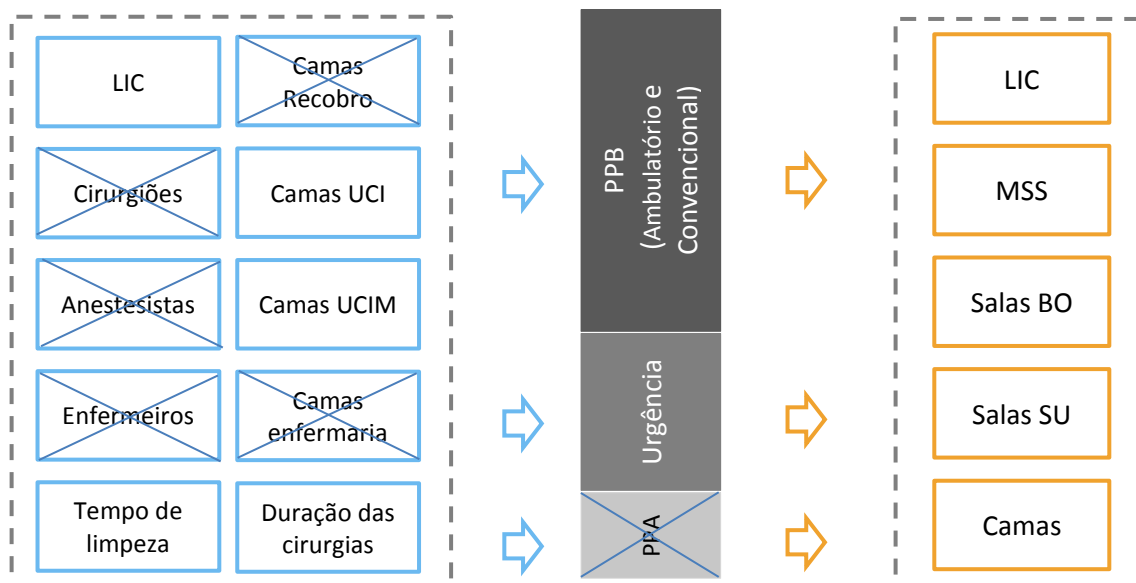 LIC
Camas
Recobro
Cirurgiões
Camas UCI
Anestesistas
Camas UCIM
Enfermeiros
Camas
enfermaria
Tempo de
limpeza
Duração das
cirurgias
PPB
(Ambulatório e
Convencional)
Urgência
PPA
LIC
MSS
Salas BO
Salas SU
Camas